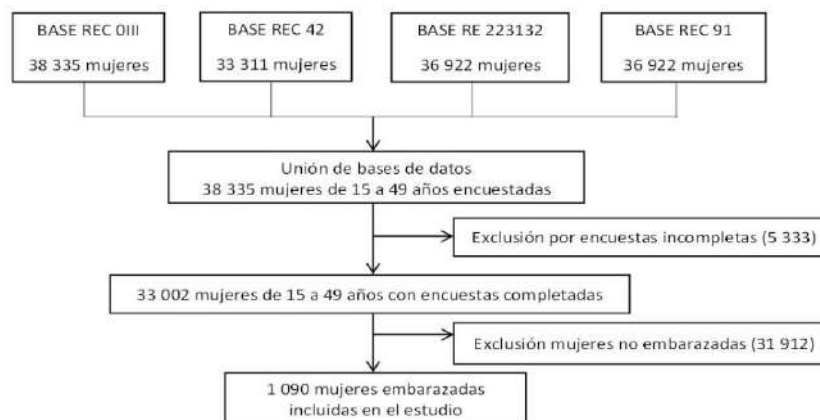 BASE REC 0III
38 335 mujeres
BASE REC 42
33 311 mujeres
BASE RE 223132
36 922 mujeres
BASE REC 91
36 922 mujeres
Unión de bases de datos
38 335 mujeres de 15 a 49 años encuestadas
Exclusión por encuestas incompletas (5 333)
33 002 mujeres de 15 a 49 años con encuestas completadas
Exclusión mujeres no embarazadas (31 912)
1 090 mujeres embarazadas
incluidas en el estudio